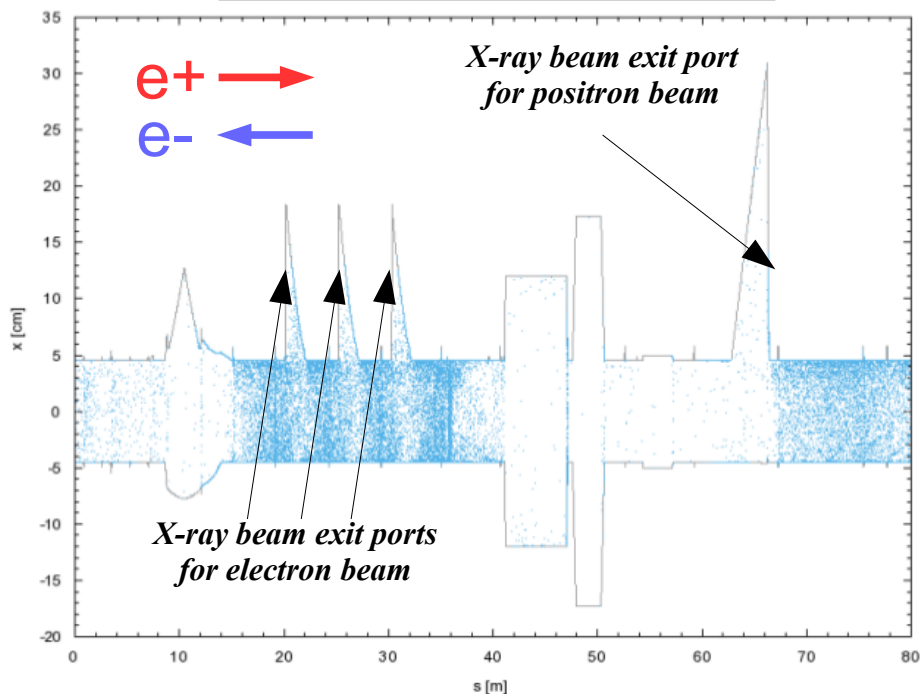 e+
e-
X-ray beam exit port
for positron beam
X-ray beam exit ports
for electron beam
35
30
25
20
15
10
5
0
-5
-10
-15
-20
x [cm]
0 10 20 30 40 50 60 70 80
s [m]